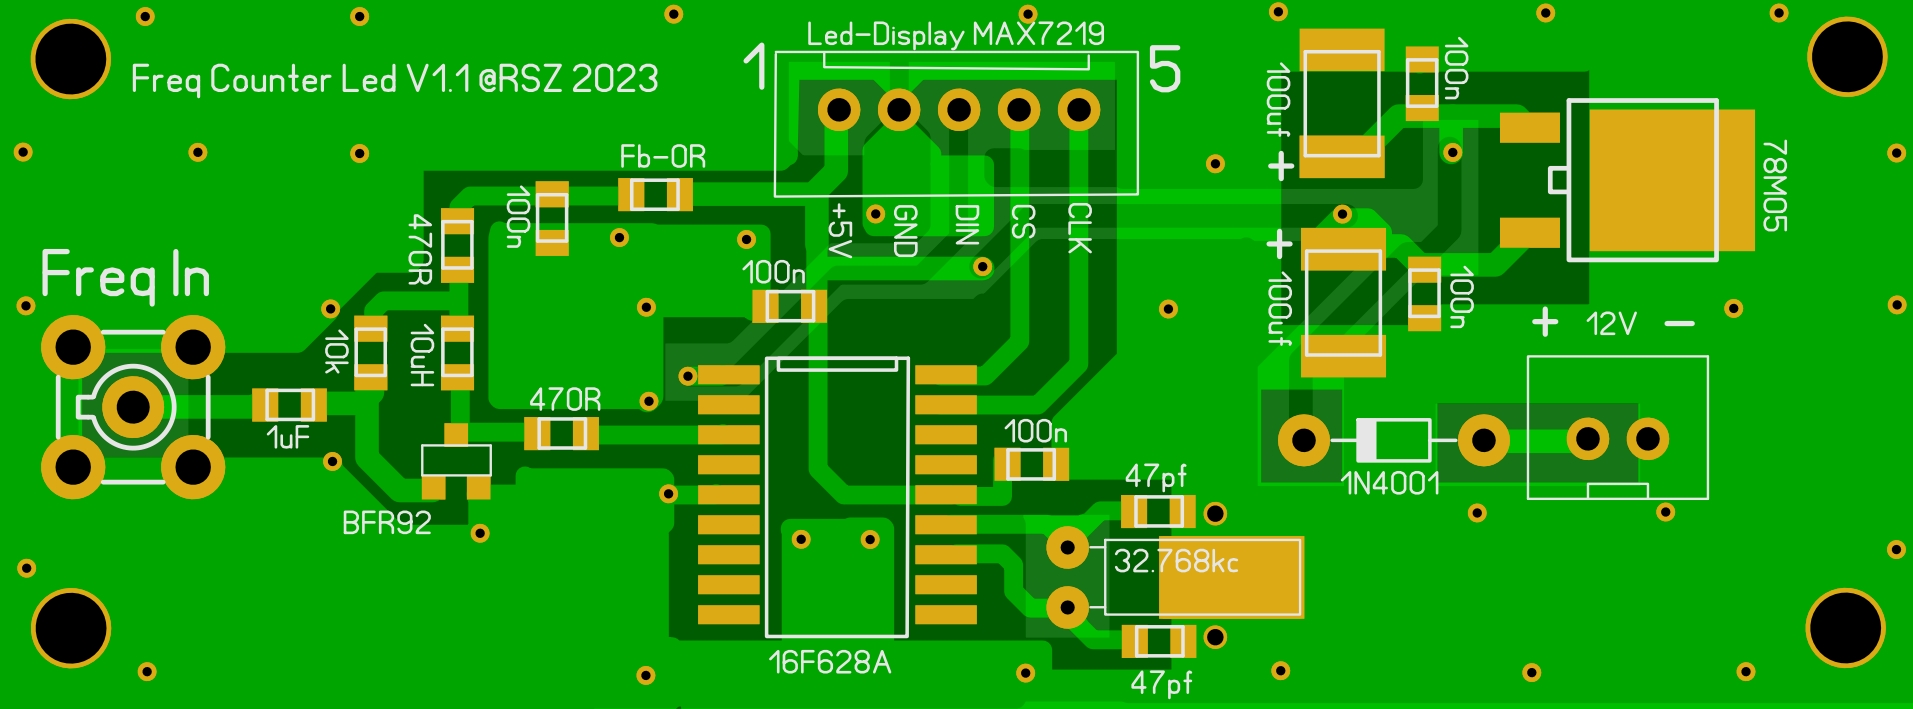 Led-Display MAX7219
1
5
Freq Counter Led V1.1 @RSZ 2023
100uf
+
100n
78M05
Fb-0R
100n
470R
+5V
GND
DIN
CS
CLK
Freq In
100n
+
100uf
100n
+ 12V -
10k
10uH
470R
1uF
100n
1N4001
BFR92
47pf
32.768kc
16F628A
47pf